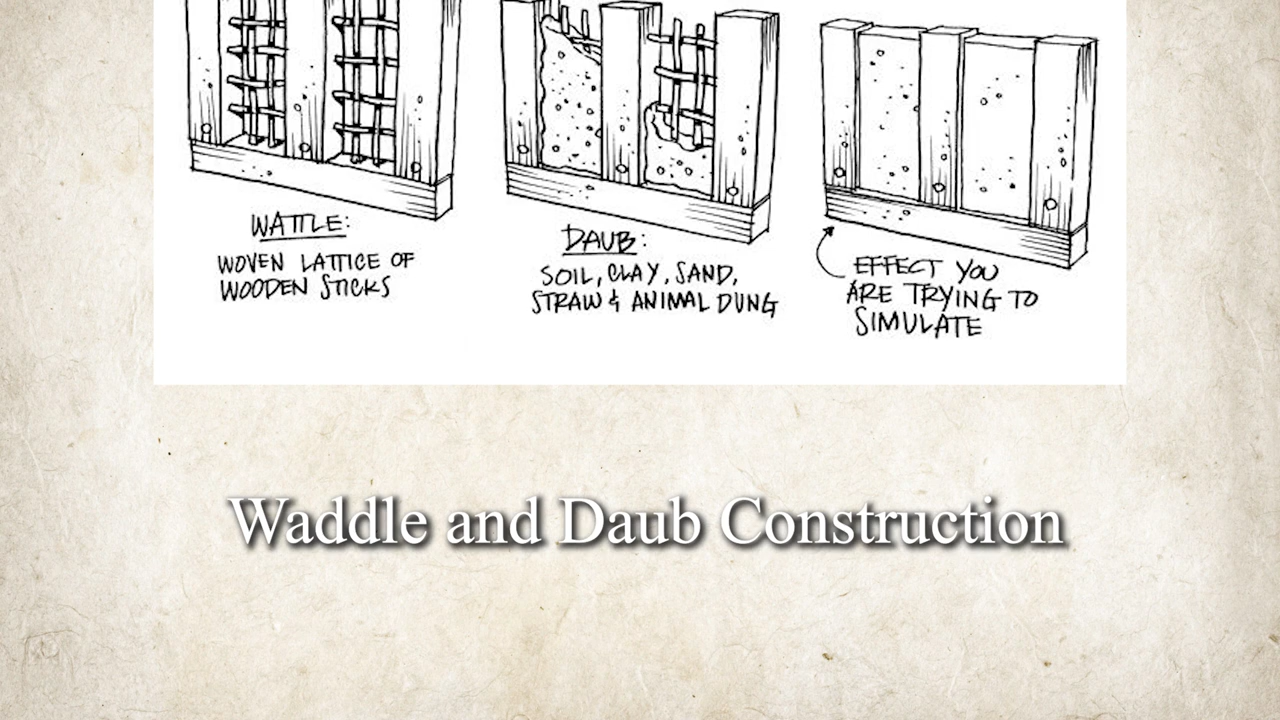 WATTLE:
WOVEN LATTICE OF
WOODEN STICKS
DAUB:
SOIL, CLAY, SAND,
STRAW & ANIMAL DUNG
EFFECT YOU
ARE TRYING TO
SIMULATE
Waddle and Daub Construction